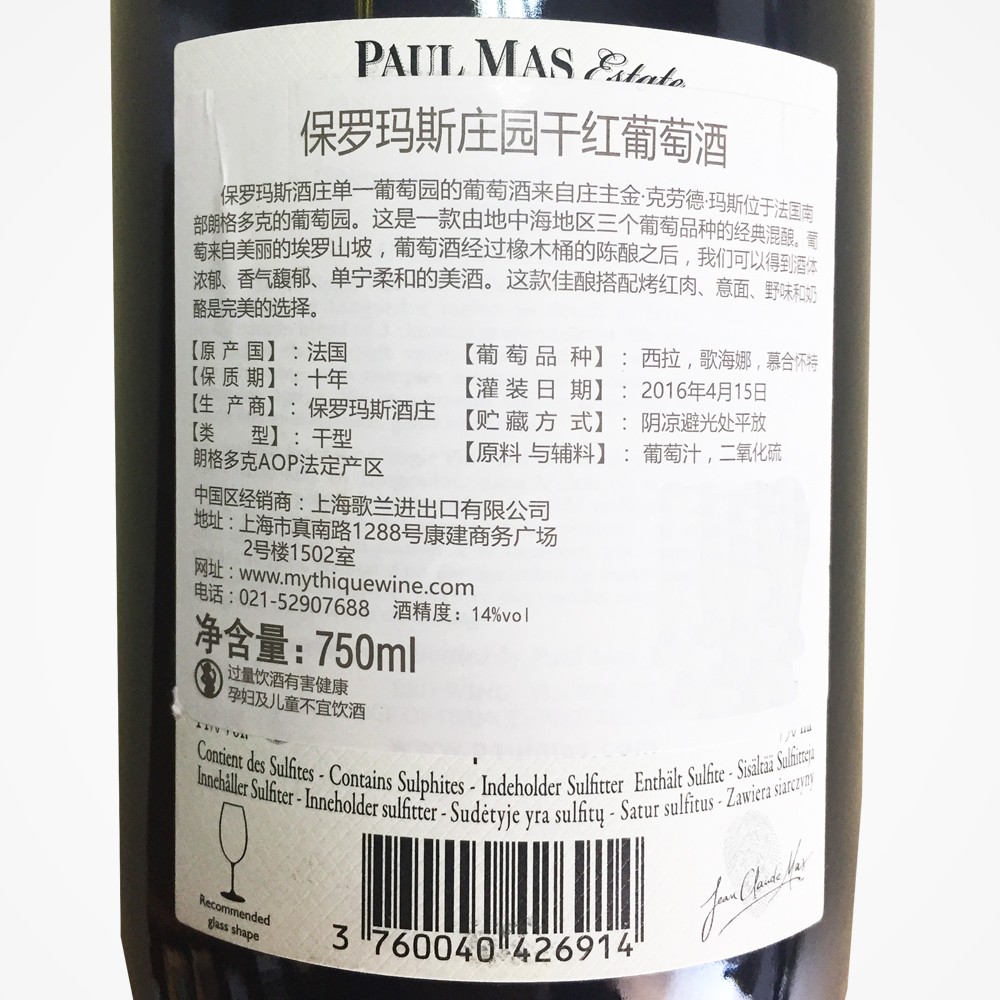 PAUL MAS Estate
保罗玛斯庄园干红葡萄酒
保罗玛斯酒庄单一葡萄园的葡萄酒来自庄主金·克劳德·玛斯位于法国南
部朗格多克的葡萄园。这是一款由地中海地区三个葡萄品种的经典混酿。葡
萄来自美丽的埃罗山坡，葡萄酒经过橡木桶的陈酿之后，我们可以得到酒体
浓郁、香气馥郁、单宁柔和的美酒。这款佳酿搭配烤红肉、意面、野味和奶
酪是完美的选择。
【原产国】：法国 【葡萄品种】：西拉，歌海娜，慕合怀特
【保质期】：十年 【灌装日期】：2016年4月15日
【生产商】：保罗玛斯酒庄 【贮藏方式】：阴凉避光处平放
【类型】：干型 【原料与辅料】：葡萄汁，二氧化硫
朗格多克AOP法定产区
中国区经销商：上海歌兰进出口有限公司
地址：上海市真南路1288号康建商务广场
2号楼1502室
网址：www.mythiquewine.com
电话：021-52907688 酒精度：14%vol
净含量：750ml
过量饮酒有害健康
孕妇及儿童不宜饮酒
Contient des Sulfites - Contains Sulphites - Indeholder Sulfitter Enthält Sulfite - Sisältää Sulfiitteja
Innehåller Sulfiter - Inneholder sulfitter - Sudėtyje yra sulfitų - Satur sulfītus - Zawiera siarczyny
Recommended
glass shape
Jean Claude Mas
3 760040 426914